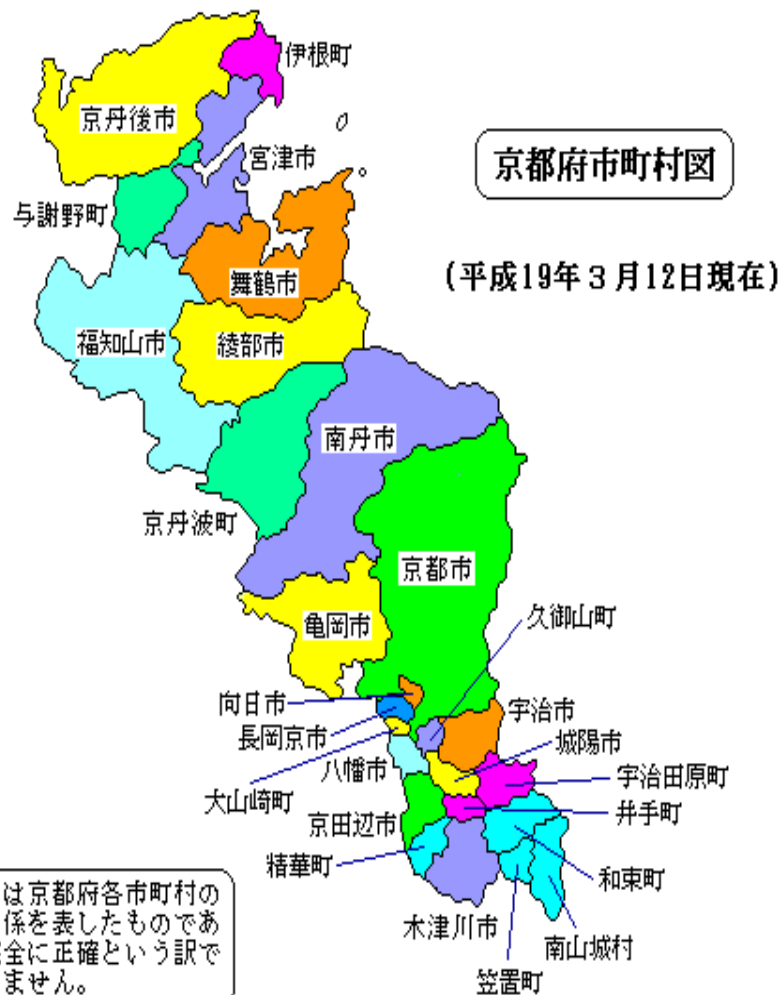 伊根町
京丹後市
宮津市
京都府市町村図
与謝野町
(平成19年3月12日現在)
舞鶴市
福知山市
綾部市
南丹市
京丹波町
京都市
久御山町
亀岡市
向日市
宇治市
長岡京市
城陽市
八幡市
宇治田原町
大山崎町
井手町
京田辺市
精華町
和束町
木津川市
南山城村
笠置町
は京都府各市町村の
係を表したものであ
全に正確という訳で
ません。